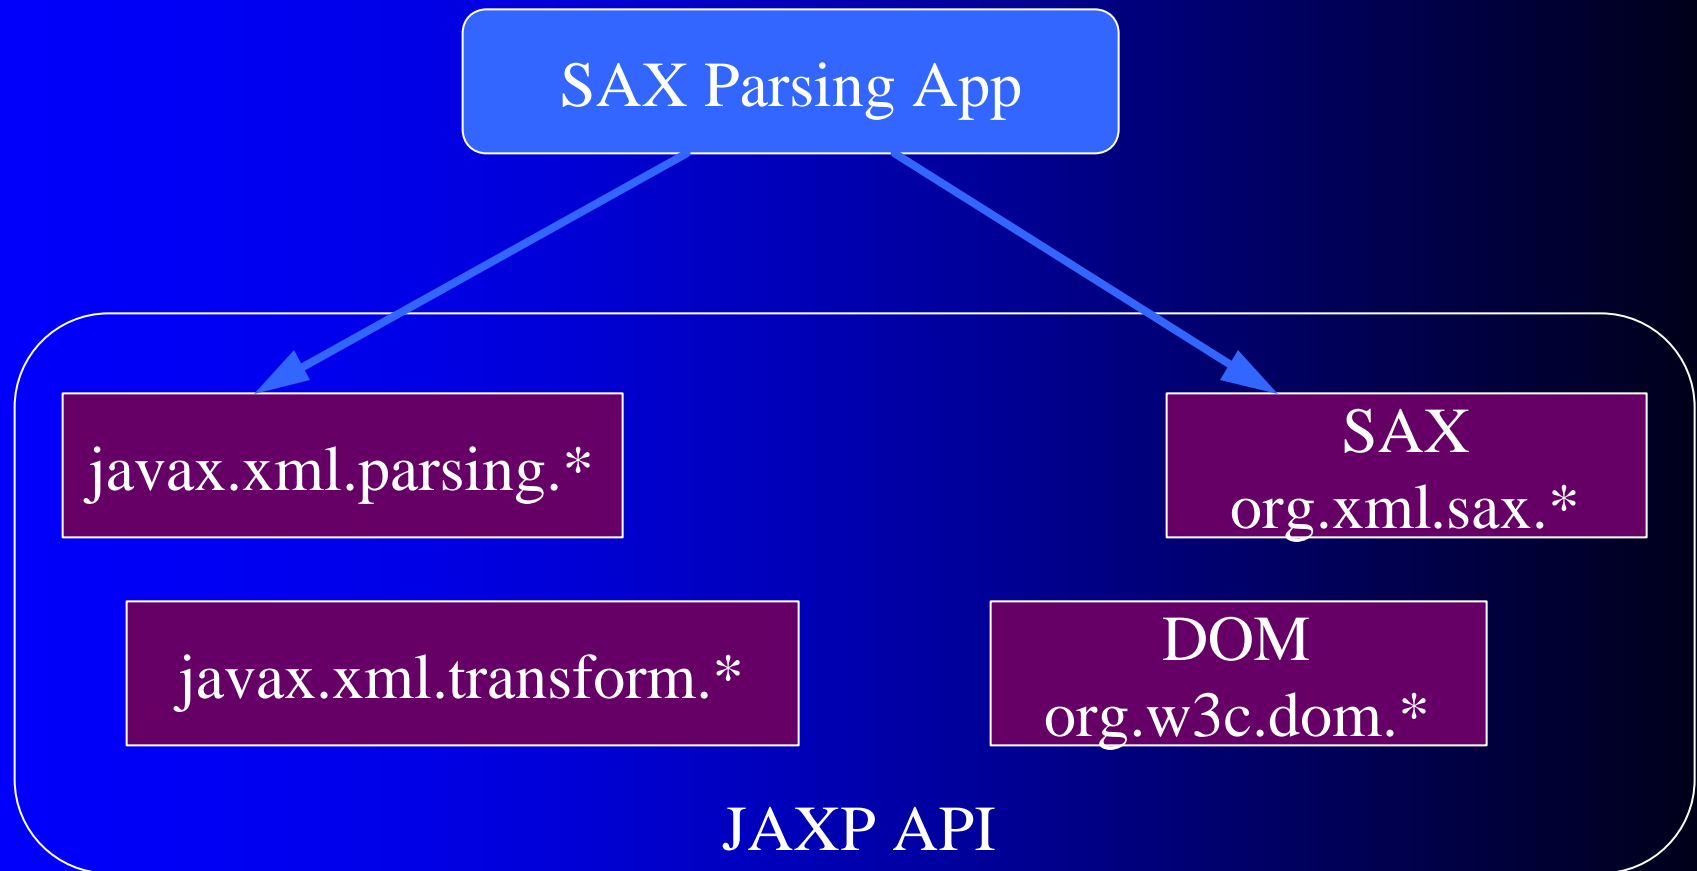 SAX Parsing App
javax.xml.parsing.*
SAX
org.xml.sax.*
javax.xml.transform.*
DOM
org.w3c.dom.*
JAXP API